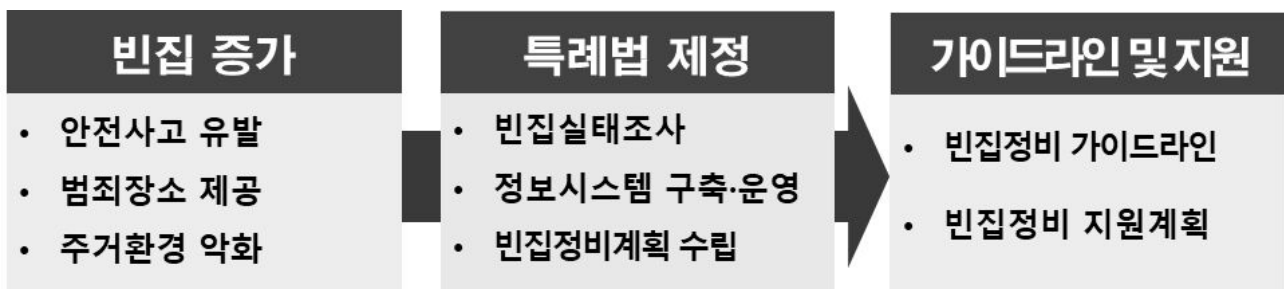 빈집 증가
• 안전사고 유발
• 범죄장소 제공
• 주거환경 악화
특례법 제정
• 빈집실태조사
• 정보시스템 구축·운영
• 빈집정비계획 수립
가이드라인 및 지원
• 빈집정비 가이드라인
• 빈집정비 지원계획